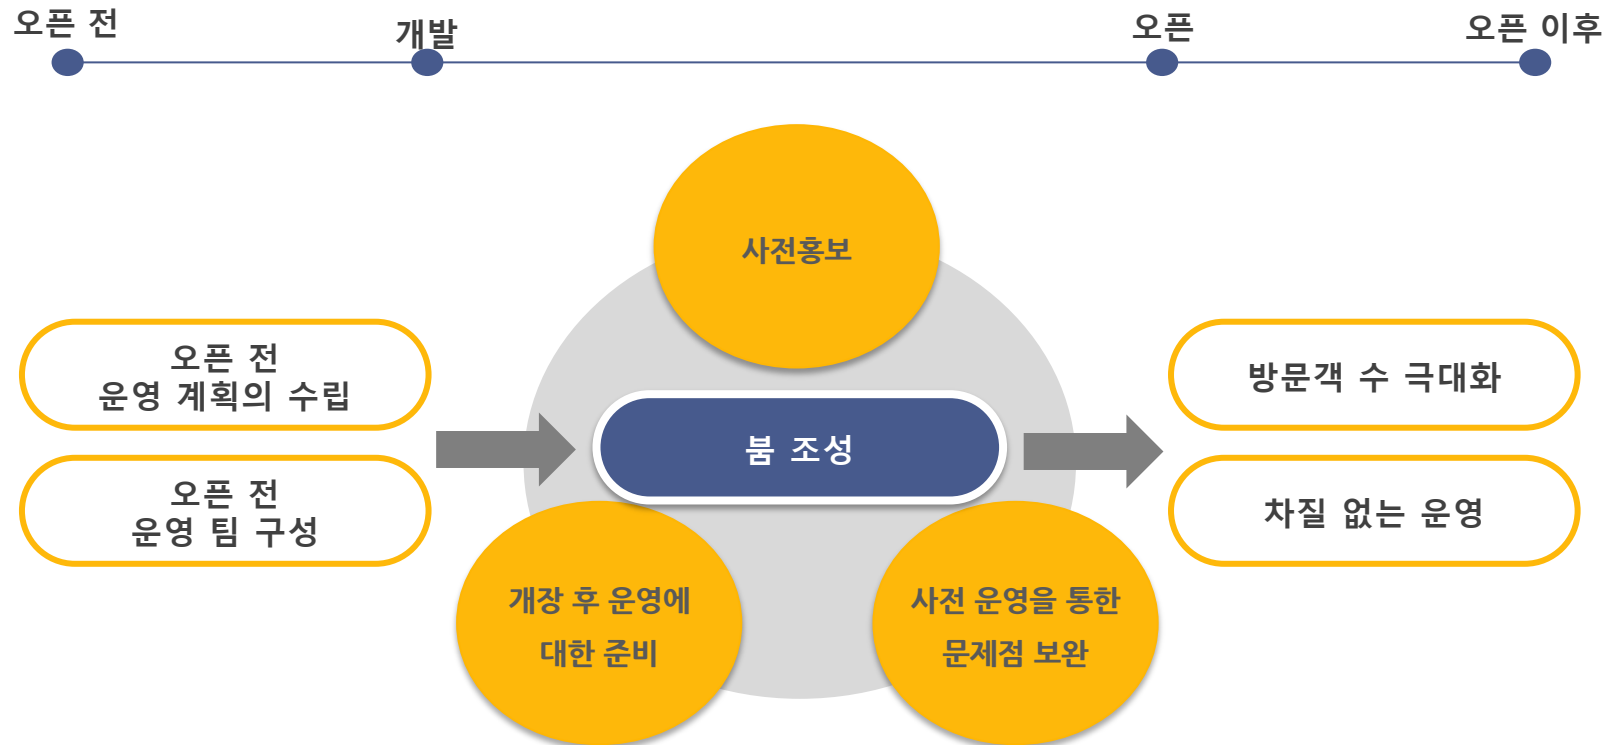 오픈 전
개발
오픈
오픈 이후
사전홍보
오픈 전
운영 계획의 수립
오픈 전
운영 팀 구성
붐 조성
방문객 수 극대화
차질 없는 운영
개장 후 운영에
대한 준비
사전 운영을 통한
문제점 보완